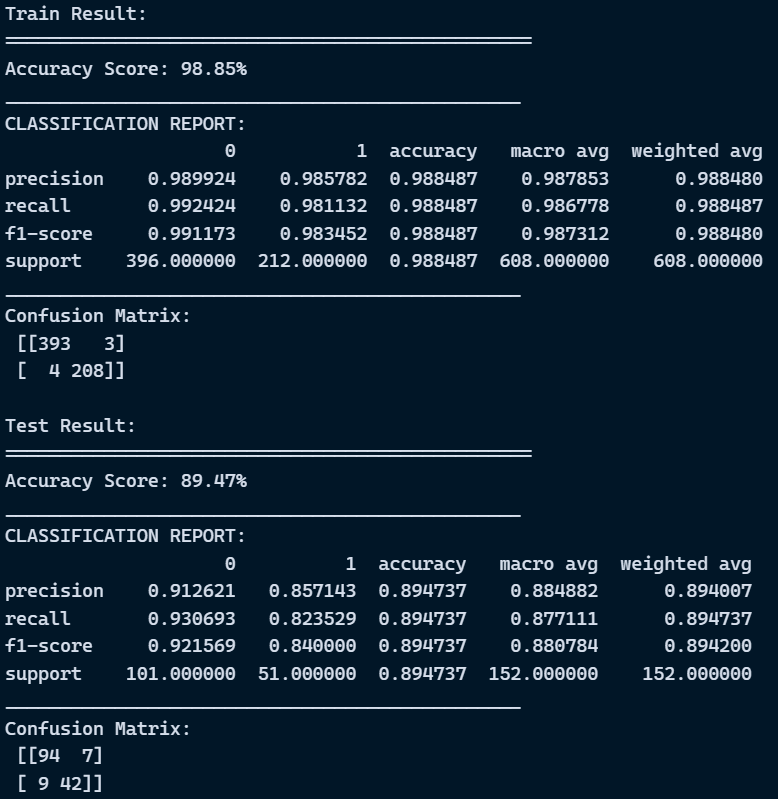 Train Result:
================================================
Accuracy Score: 98.85%
_______________________________________________
CLASSIFICATION REPORT:
                    0           1  accuracy   macro avg  weighted avg
precision    0.989924    0.985782  0.988487    0.987853      0.988480
recall       0.992424    0.981132  0.988487    0.986778      0.988487
f1-score     0.991173    0.983452  0.988487    0.987312      0.988480
support    396.000000  212.000000  0.988487  608.000000    608.000000
_______________________________________________
Confusion Matrix:
 [[393   3]
 [  4 208]]
Test Result:
================================================
Accuracy Score: 89.47%
_______________________________________________
CLASSIFICATION REPORT:
                    0          1  accuracy   macro avg  weighted avg
precision    0.912621   0.857143  0.894737    0.884882      0.894007
recall       0.930693   0.823529  0.894737    0.877111      0.894737
f1-score     0.921569   0.840000  0.894737    0.880784      0.894200
support    101.000000  51.000000  0.894737  152.000000    152.000000
_______________________________________________
Confusion Matrix:
 [[94  7]
 [ 9 42]]